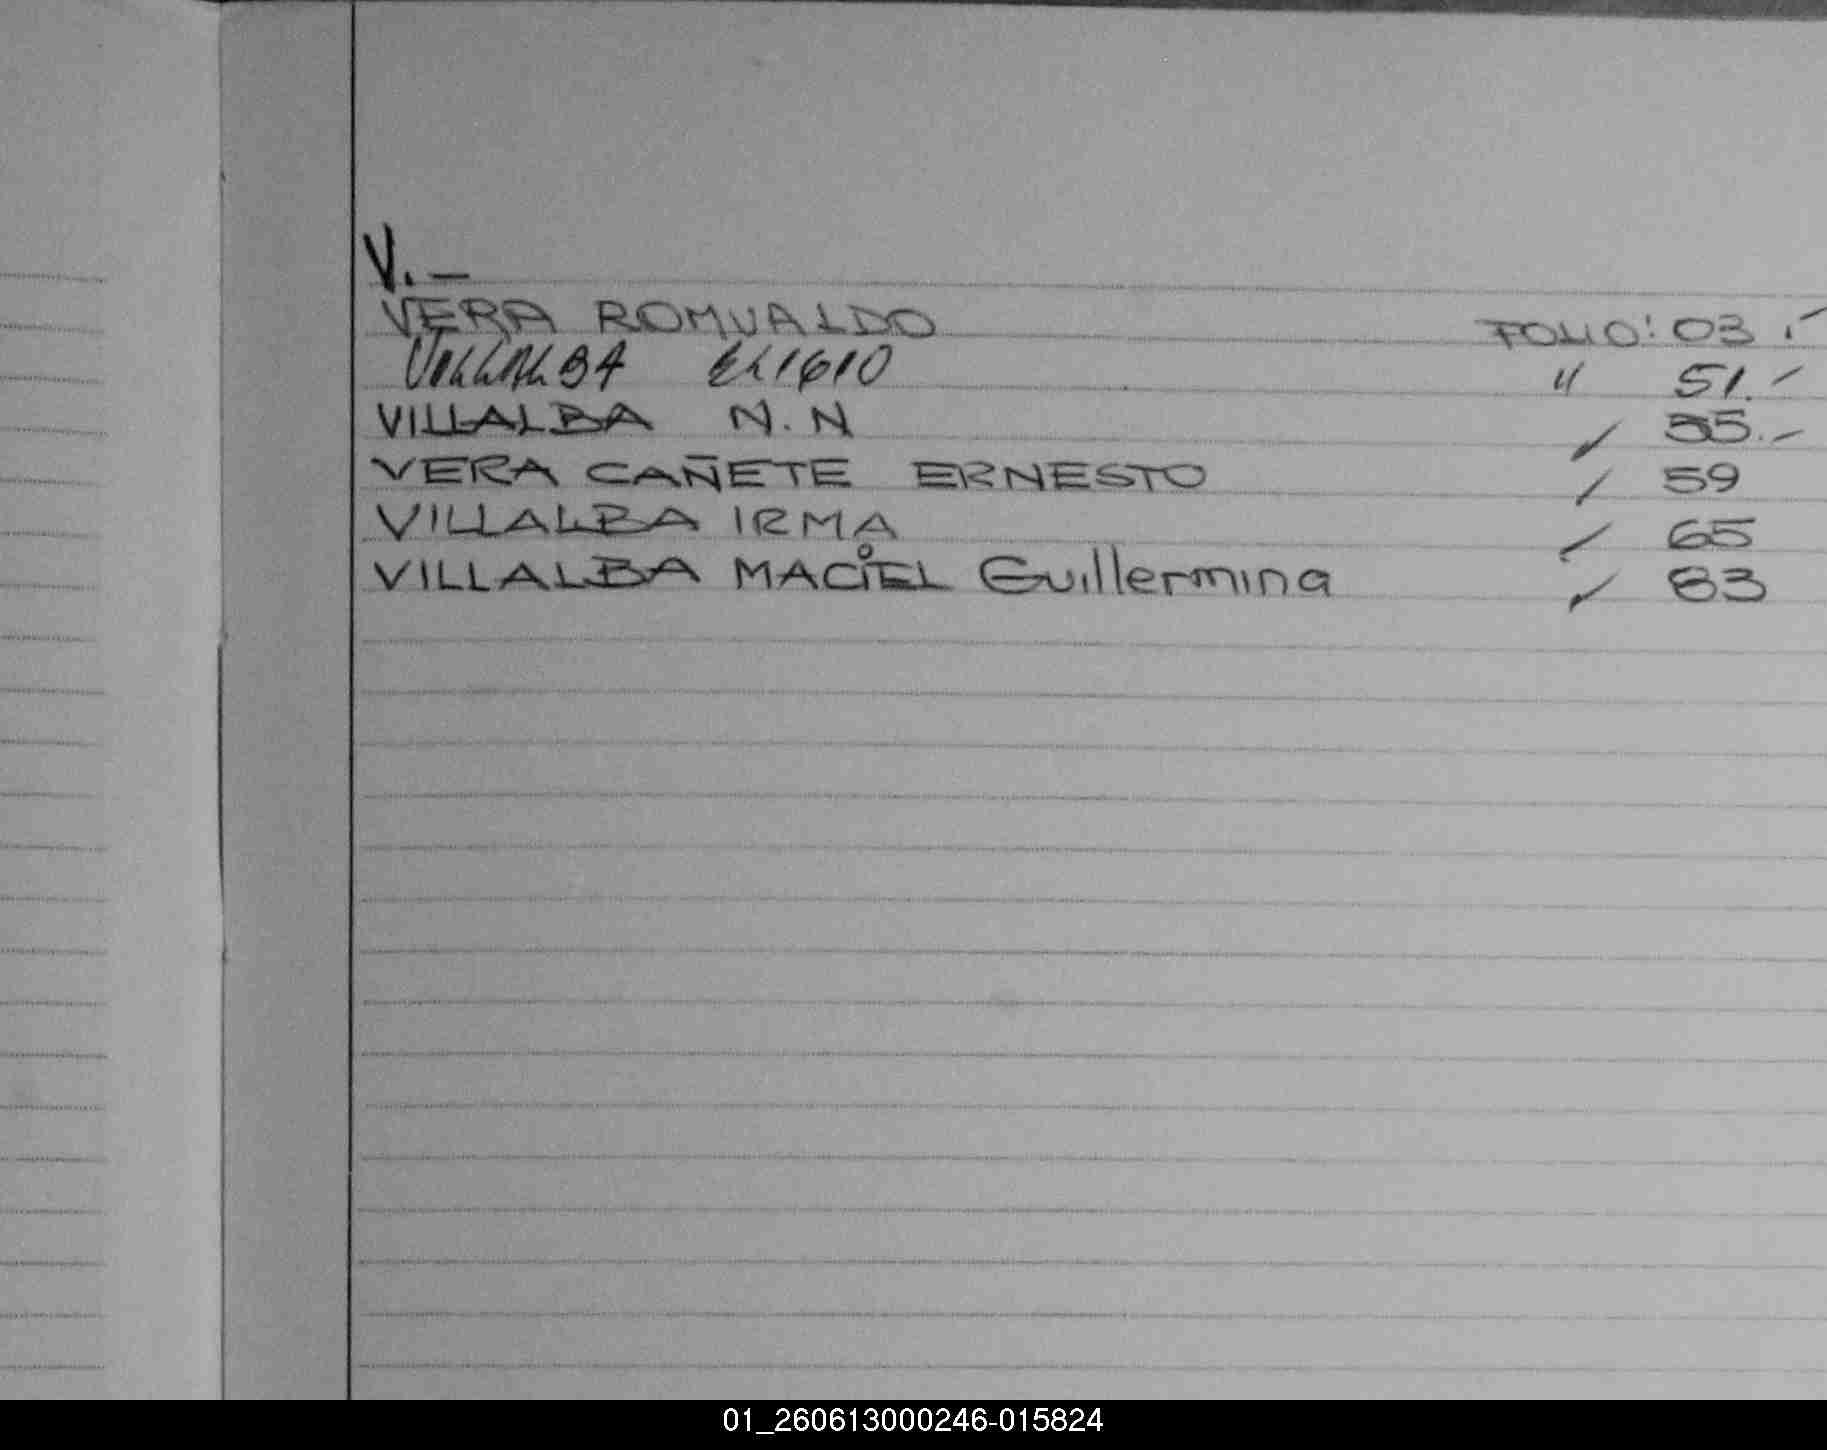 V.-
VERA ROMUALDO FOLIO: 03.-
VILLALBA ELIGIO " 51.-
VILLALBA N.N / 55.-
VERA CAÑETE ERNESTO / 59
VILLALBA IRMA / 65
VILLALBA MACIEL Guillermina / 83
01_260613000246-015824